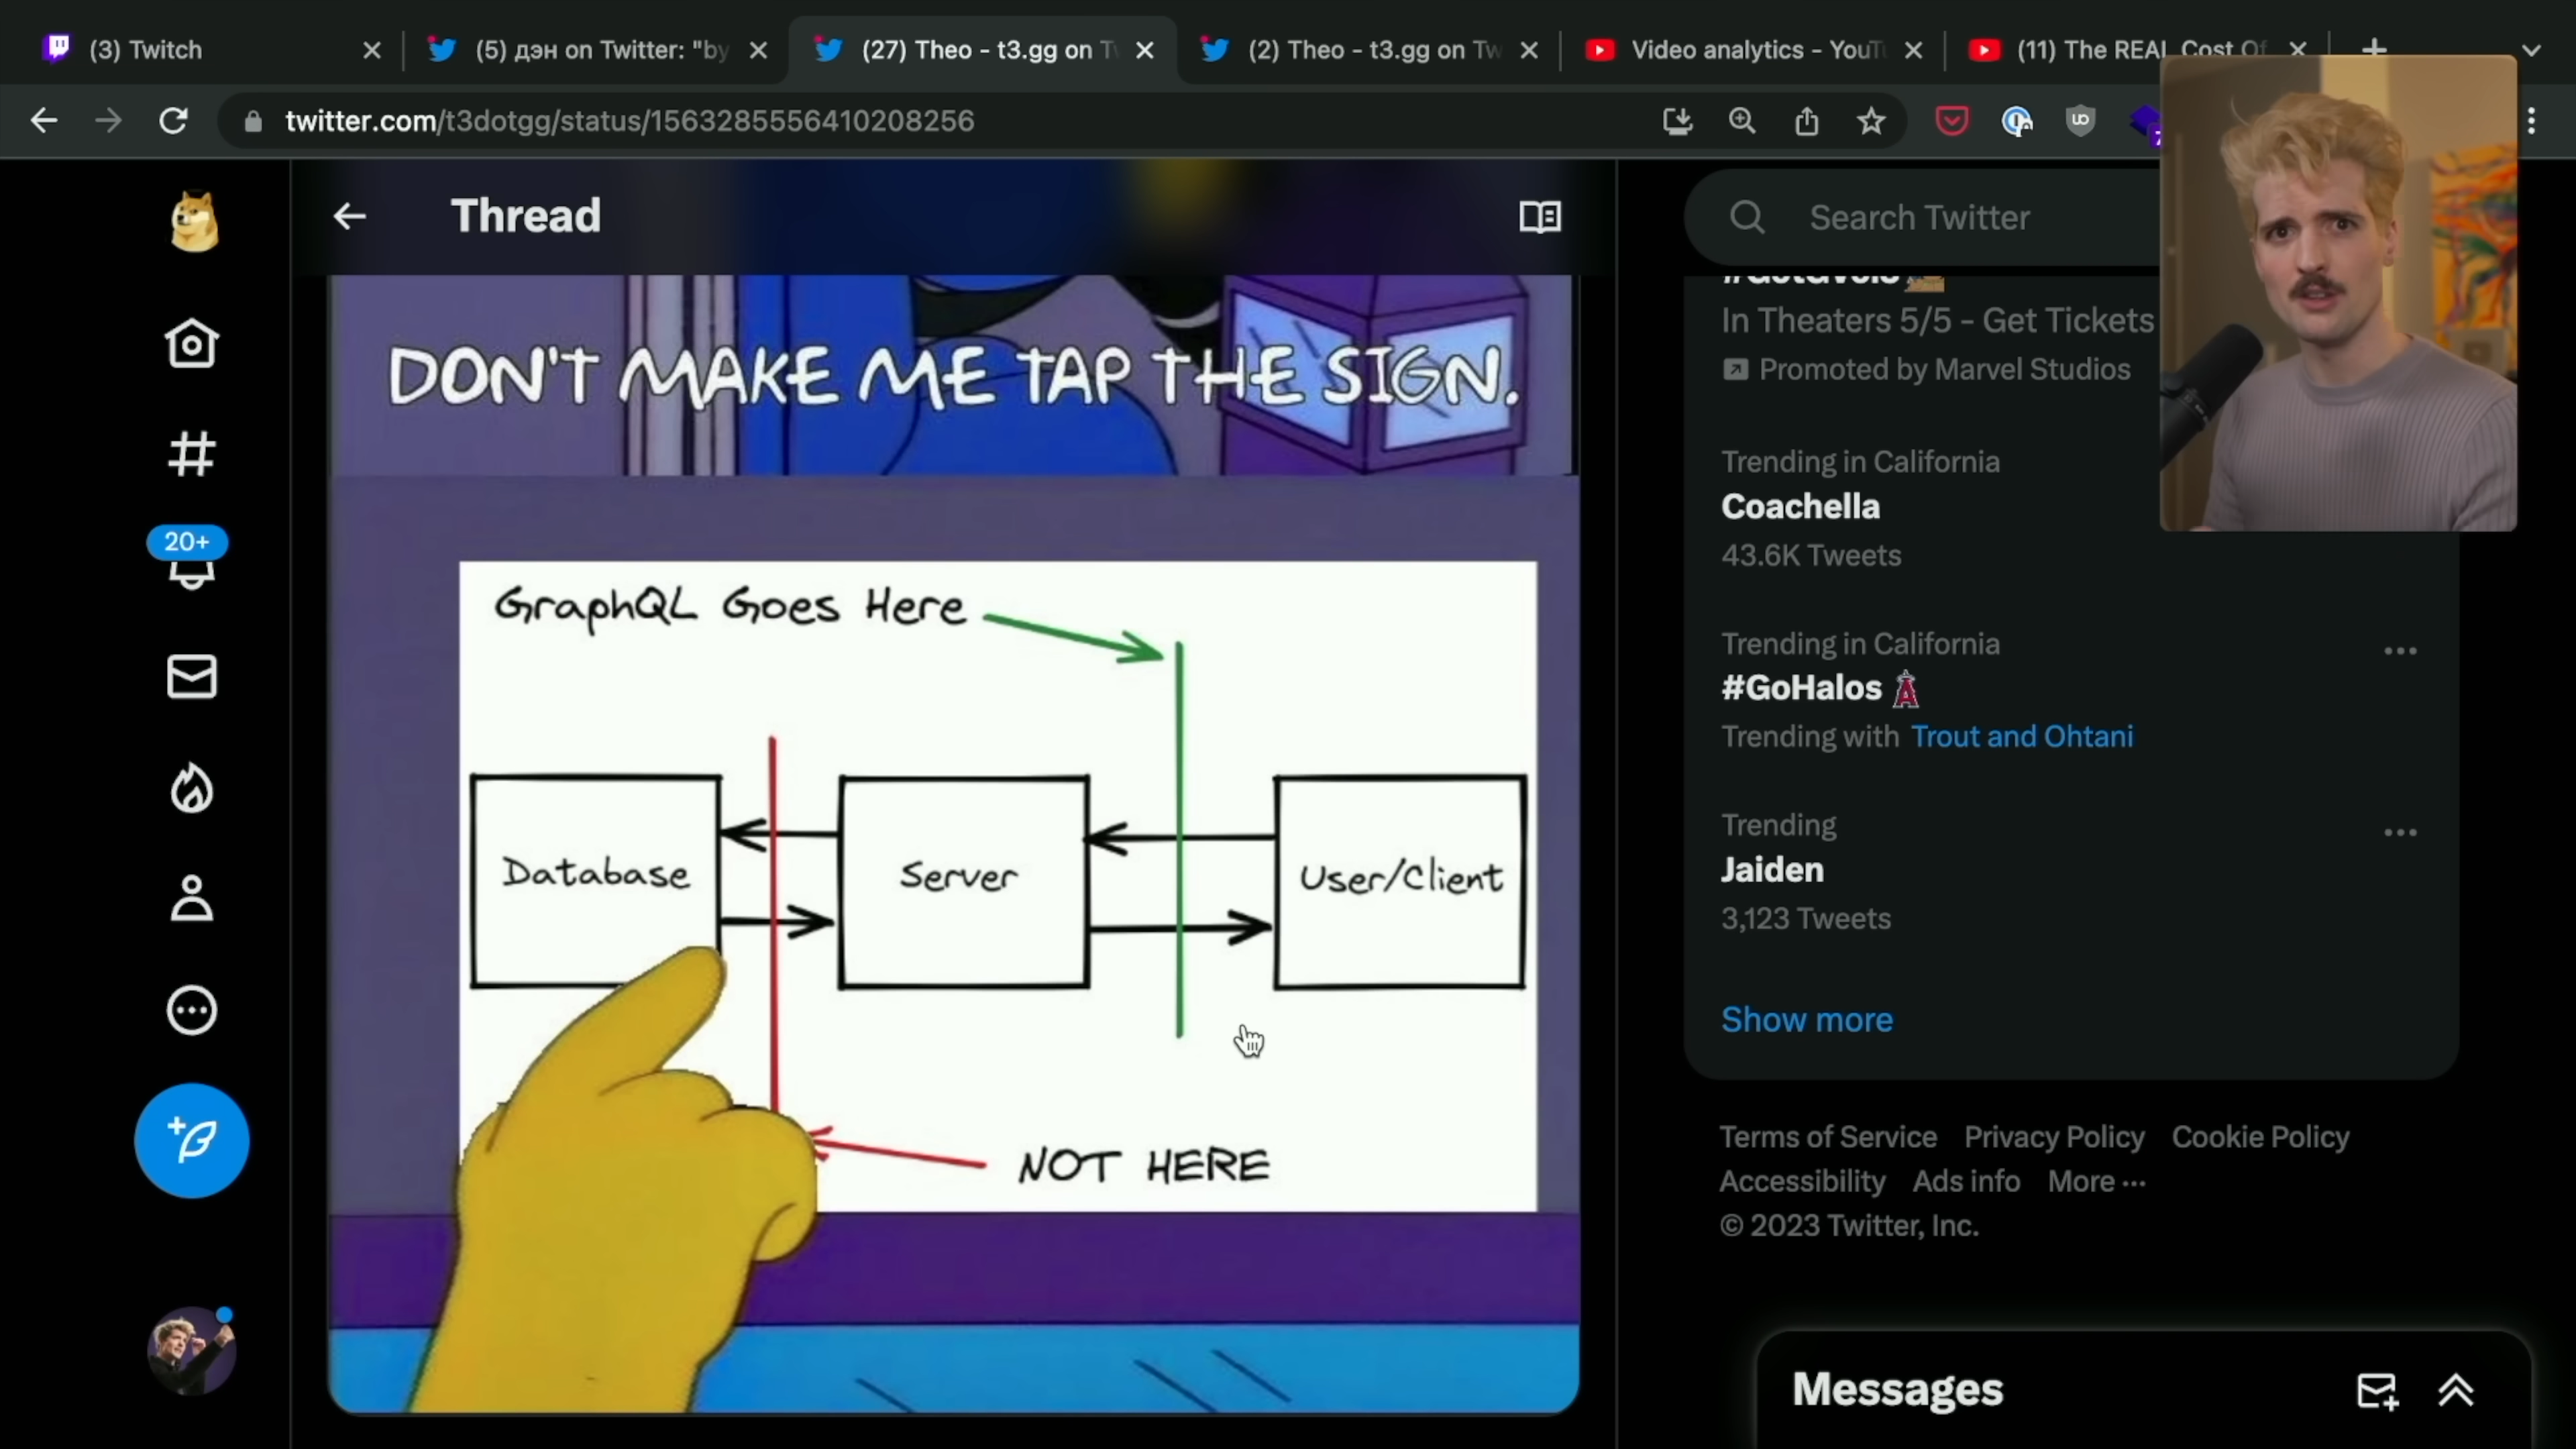 (3) Twitch
(5) дэн on Twitter: "by
(27) Theo - t3.gg on Tw
(2) Theo - t3.gg on Tw
Video analytics - YouTu
(11) The REAL Cost Of
twitter.com/t3dotgg/status/1563285556410208256
Thread
Search Twitter
20+
DON'T MAKE ME TAP THE SIGN.
GraphQL Goes Here
Database
Server
User/Client
NOT HERE
In Theaters 5/5 - Get Tickets
Promoted by Marvel Studios
Trending in California
Coachella
43.6K Tweets
Trending in California
#GoHalos
Trending with Trout and Ohtani
Trending
Jaiden
3,123 Tweets
Show more
Terms of Service Privacy Policy Cookie Policy
Accessibility Ads info More ···
© 2023 Twitter, Inc.
Messages